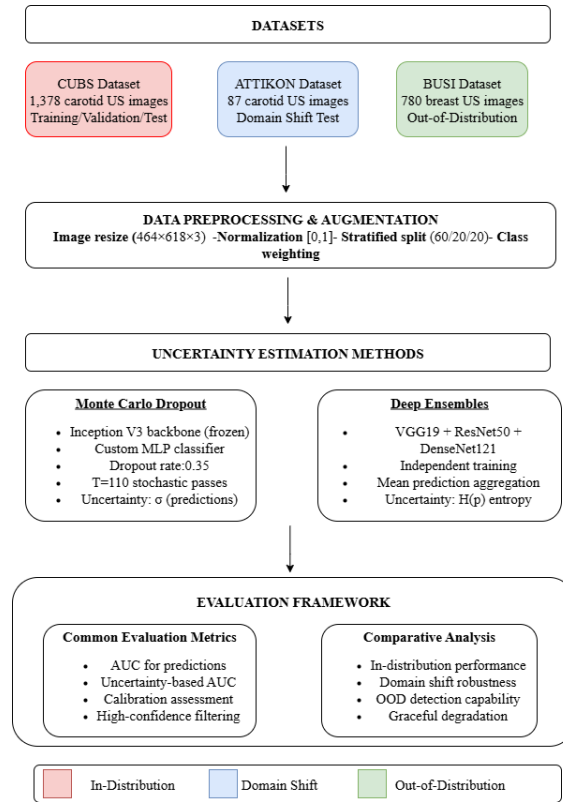 DATASETS
CUBS Dataset
1,378 carotid US images
Training/Validation/Test
ATTIKON Dataset
87 carotid US images
Domain Shift Test
BUSI Dataset
780 breast US images
Out-of-Distribution
DATA PREPROCESSING & AUGMENTATION
Image resize (464×618×3) -Normalization [0,1]- Stratified split (60/20/20)- Class
weighting
UNCERTAINTY ESTIMATION METHODS
Monte Carlo Dropout
• Inception V3 backbone (frozen)
• Custom MLP classifier
• Dropout rate:0.35
• T=110 stochastic passes
• Uncertainty: σ (predictions)
Deep Ensembles
• VGG19 + ResNet50 +
DenseNet121
• Independent training
• Mean prediction aggregation
• Uncertainty: H(p) entropy
EVALUATION FRAMEWORK
Common Evaluation Metrics
• AUC for predictions
• Uncertainty-based AUC
• Calibration assessment
• High-confidence filtering
Comparative Analysis
• In-distribution performance
• Domain shift robustness
• OOD detection capability
• Graceful degradation
In-Distribution
Domain Shift
Out-of-Distribution